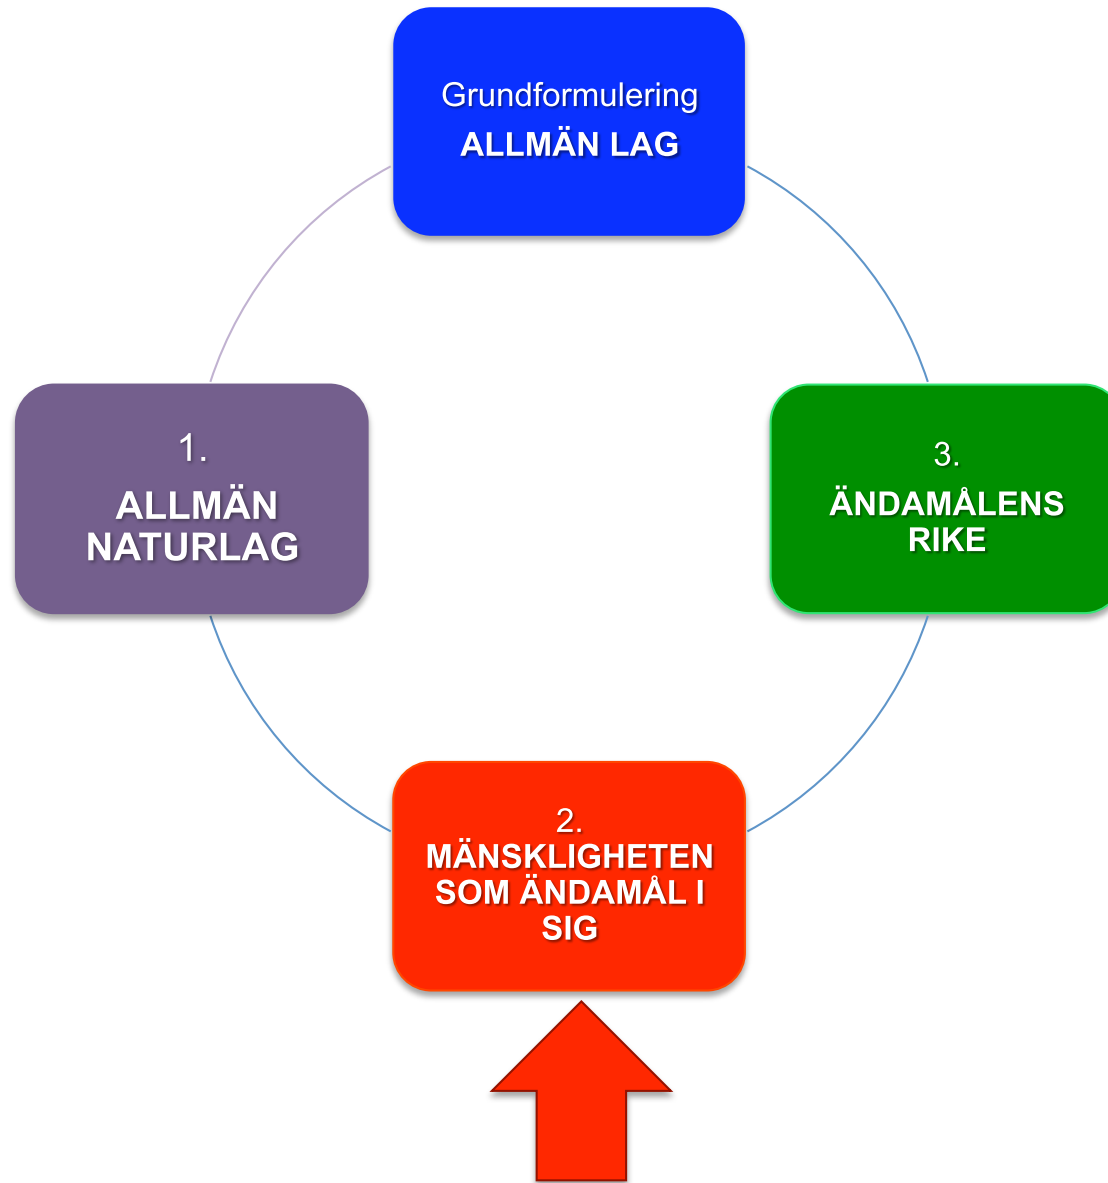 Grundformulering
ALLMÄN LAG
1.
ALLMÄN
NATURLAG
3.
ÄNDAMÅLENS
RIKE
2.
MÄNSKLIGHETEN
SOM ÄNDAMÅL I
SIG